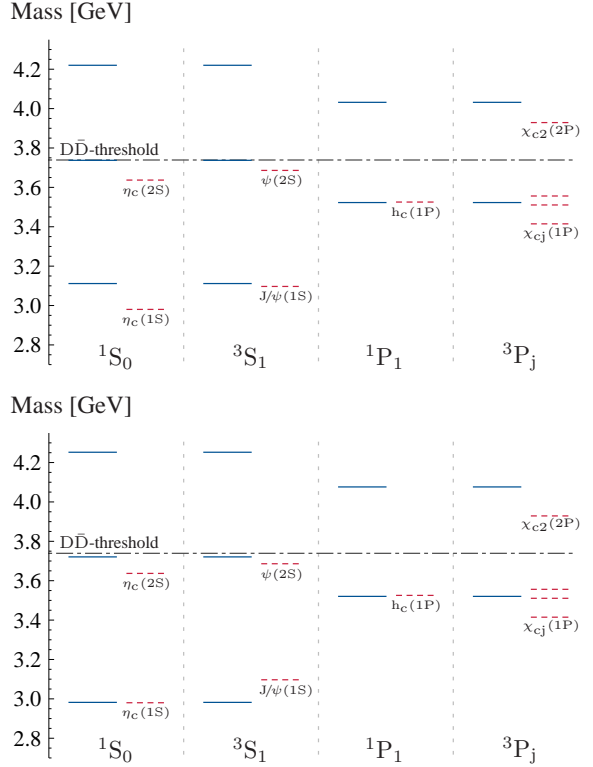 Mass [GeV]
4.2
4.0
χc2(2P)
DD̄-threshold
3.8
ηc(2S)
ψ(2S)
3.6
hc(1P)
3.4
χcj(1P)
3.2
J/ψ(1S)
3.0
ηc(1S)
2.8
¹S₀ ³S₁ ¹P₁ ³Pj
Mass [GeV]
4.2
4.0
χc2(2P)
DD̄-threshold
3.8
ηc(2S)
ψ(2S)
3.6
hc(1P)
3.4
χcj(1P)
3.2
J/ψ(1S)
3.0
ηc(1S)
2.8
¹S₀ ³S₁ ¹P₁ ³Pj